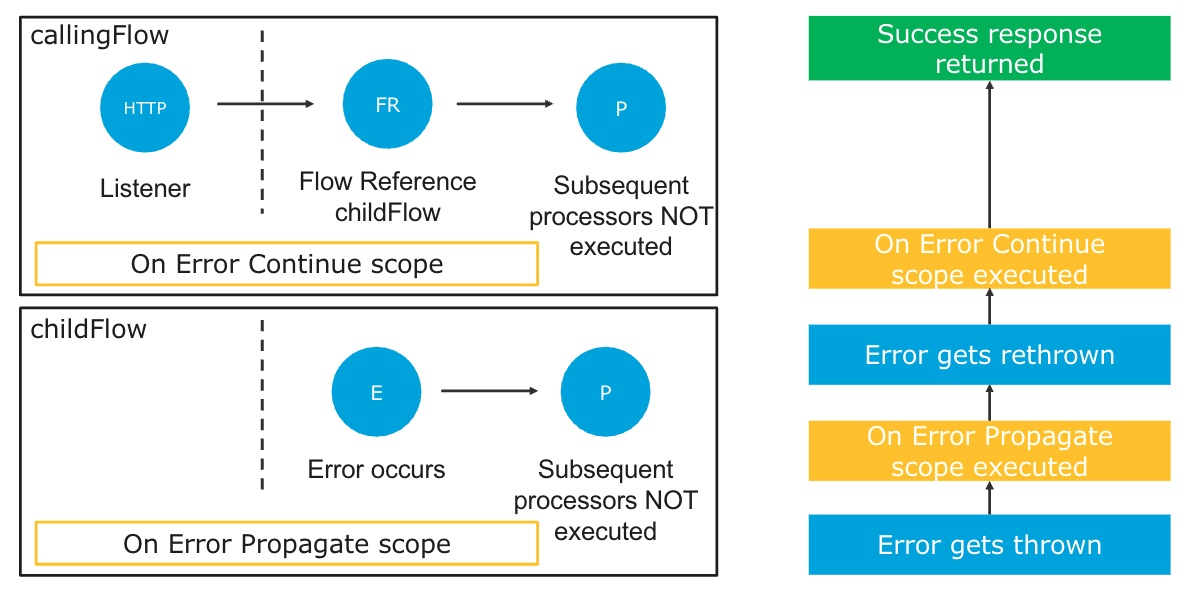 callingFlow
HTTP
FR
P
Listener
Flow Reference
childFlow
Subsequent
processors NOT
executed
On Error Continue scope
childFlow
E
P
Error occurs
Subsequent
processors NOT
executed
On Error Propagate scope
Success response
returned
On Error Continue
scope executed
Error gets rethrown
On Error Propagate
scope executed
Error gets thrown